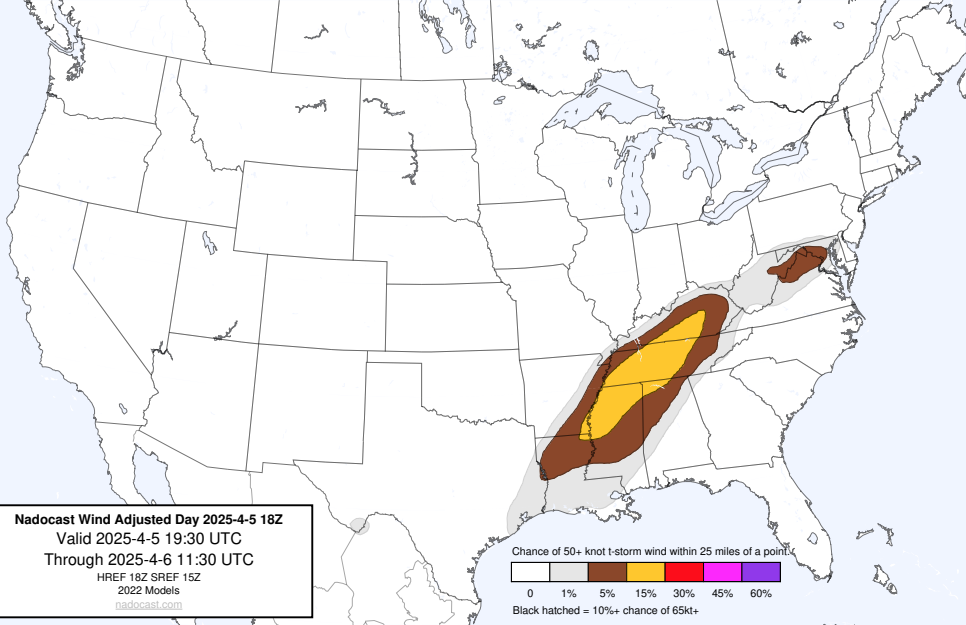 Nadocast Wind Adjusted Day 2025-4-5 18Z
Valid 2025-4-5 19:30 UTC
Through 2025-4-6 11:30 UTC
HREF 18Z SREF 15Z
2022 Models
nadocast.com
Chance of 50+ knot t-storm wind within 25 miles of a point.
0 1% 5% 15% 30% 45% 60%
Black hatched = 10%+ chance of 65kt+